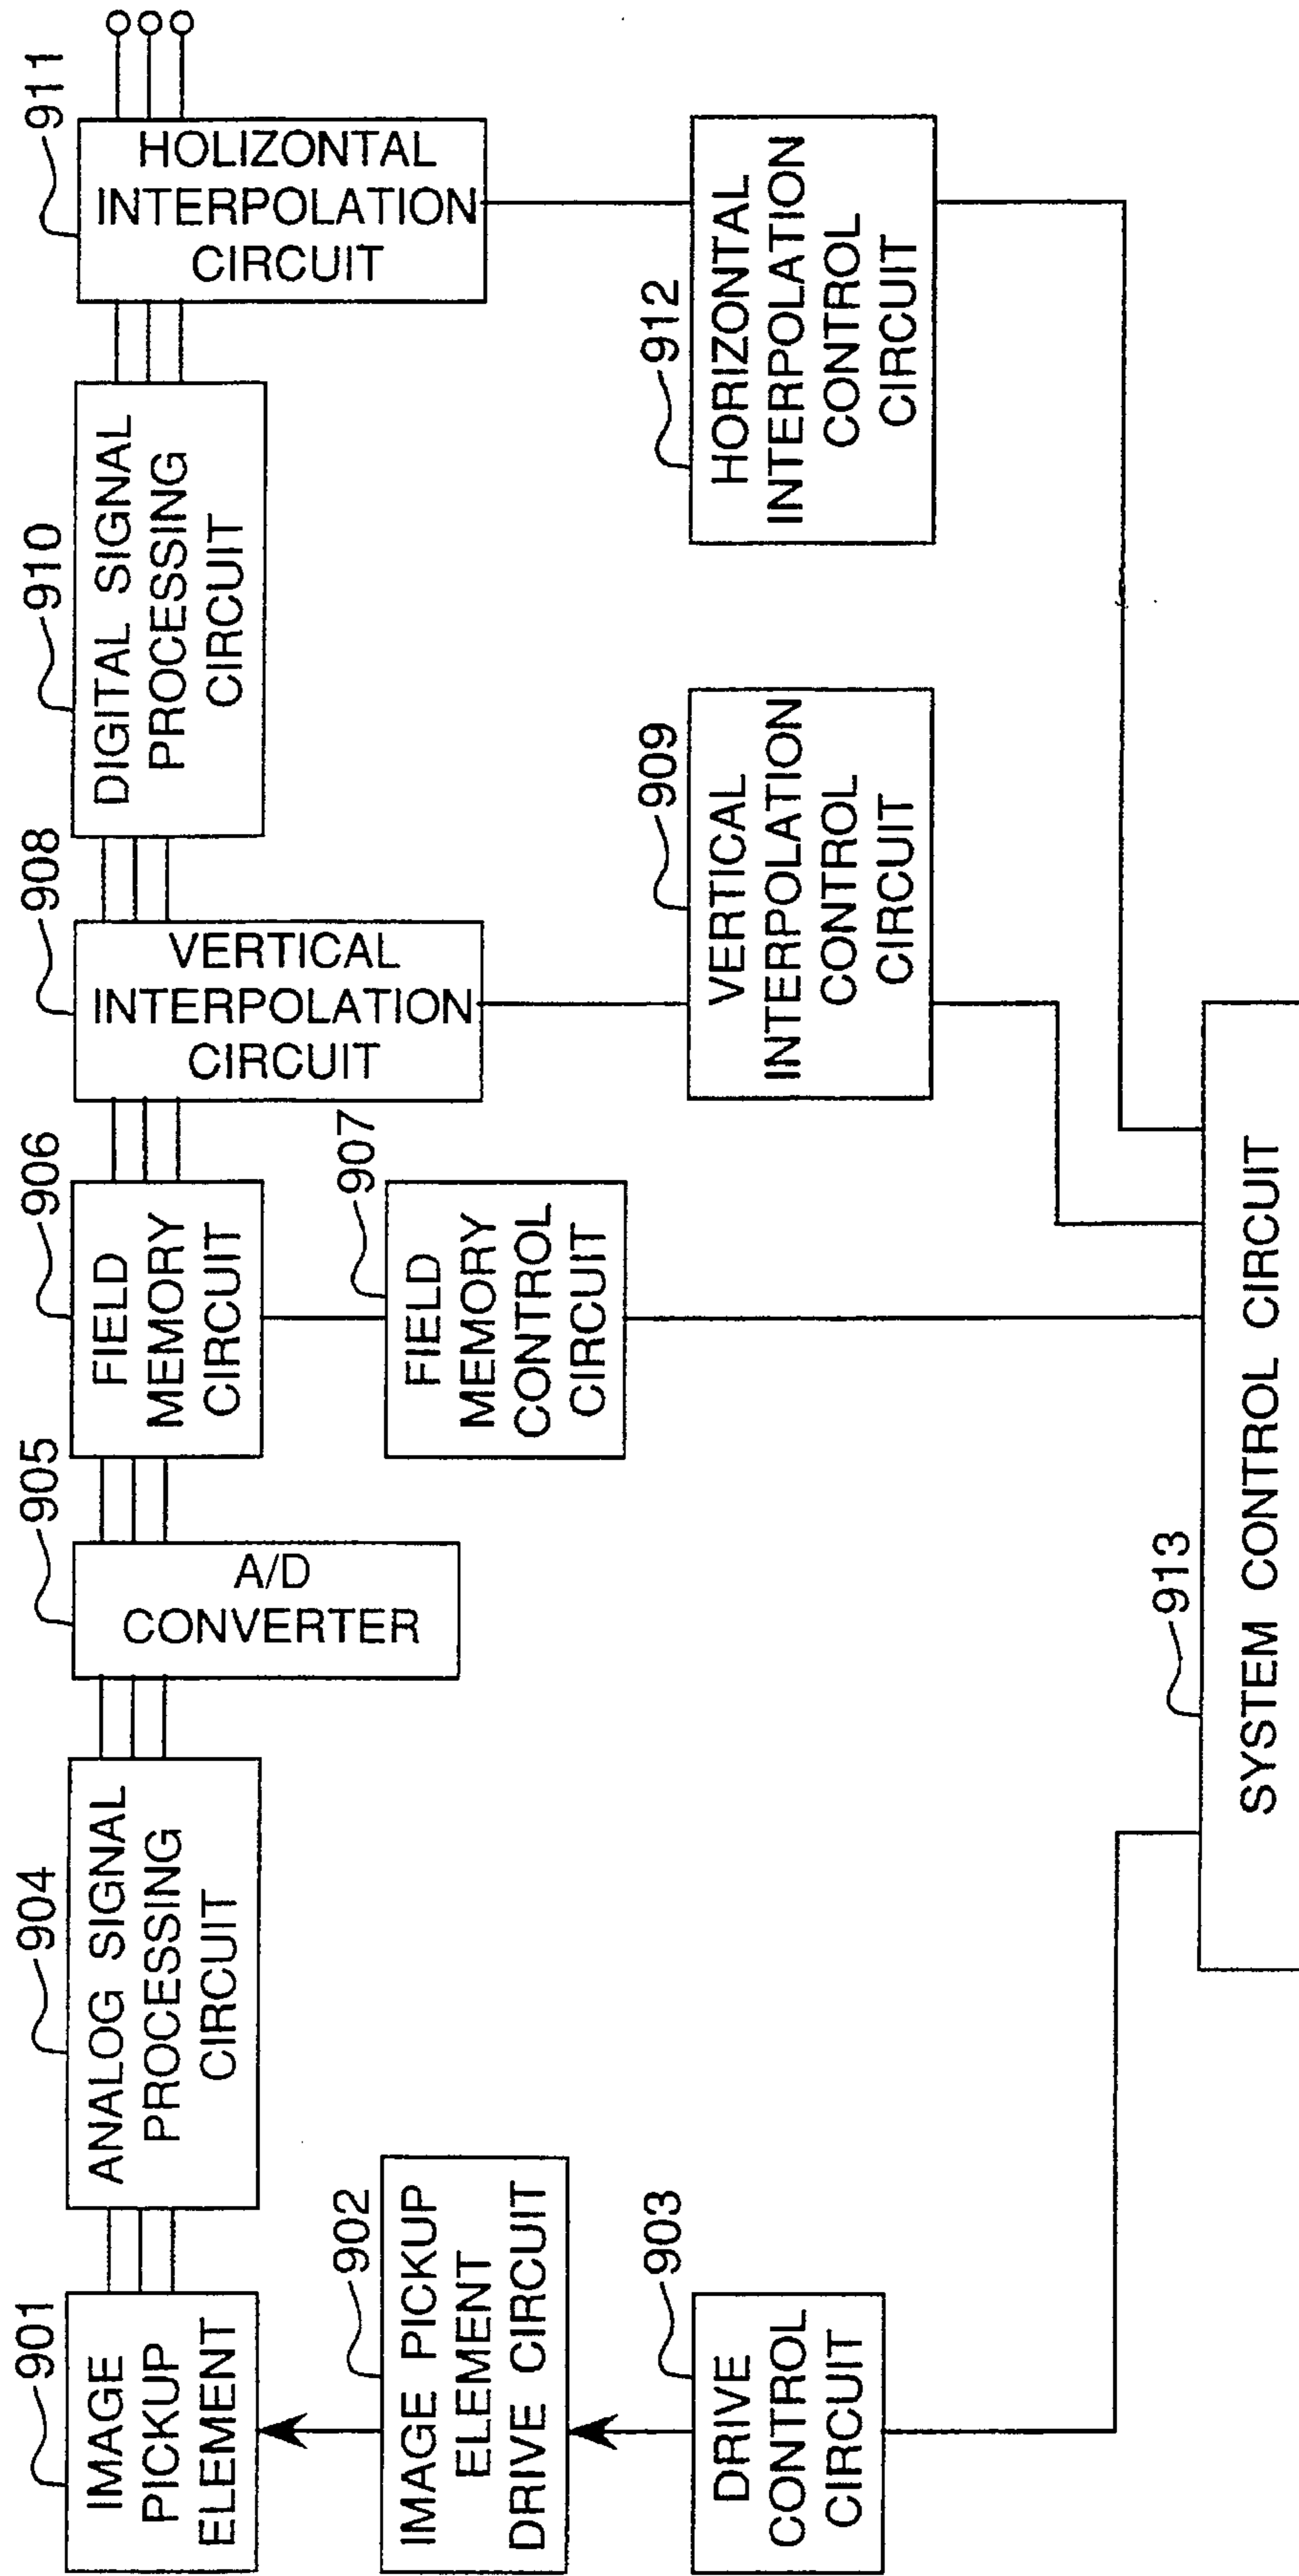 901
IMAGE
PICKUP
ELEMENT
902
IMAGE PICKUP
ELEMENT
DRIVE CIRCUIT
903
DRIVE
CONTROL
CIRCUIT
904
ANALOG SIGNAL
PROCESSING
CIRCUIT
905
A/D
CONVERTER
906
FIELD
MEMORY
CIRCUIT
907
FIELD
MEMORY
CONTROL
CIRCUIT
908
VERTICAL
INTERPOLATION
CIRCUIT
909
VERTICAL
INTERPOLATION
CONTROL
CIRCUIT
910
DIGITAL SIGNAL
PROCESSING
CIRCUIT
911
HOLIZONTAL
INTERPOLATION
CIRCUIT
912
HORIZONTAL
INTERPOLATION
CONTROL
CIRCUIT
913
SYSTEM CONTROL CIRCUIT